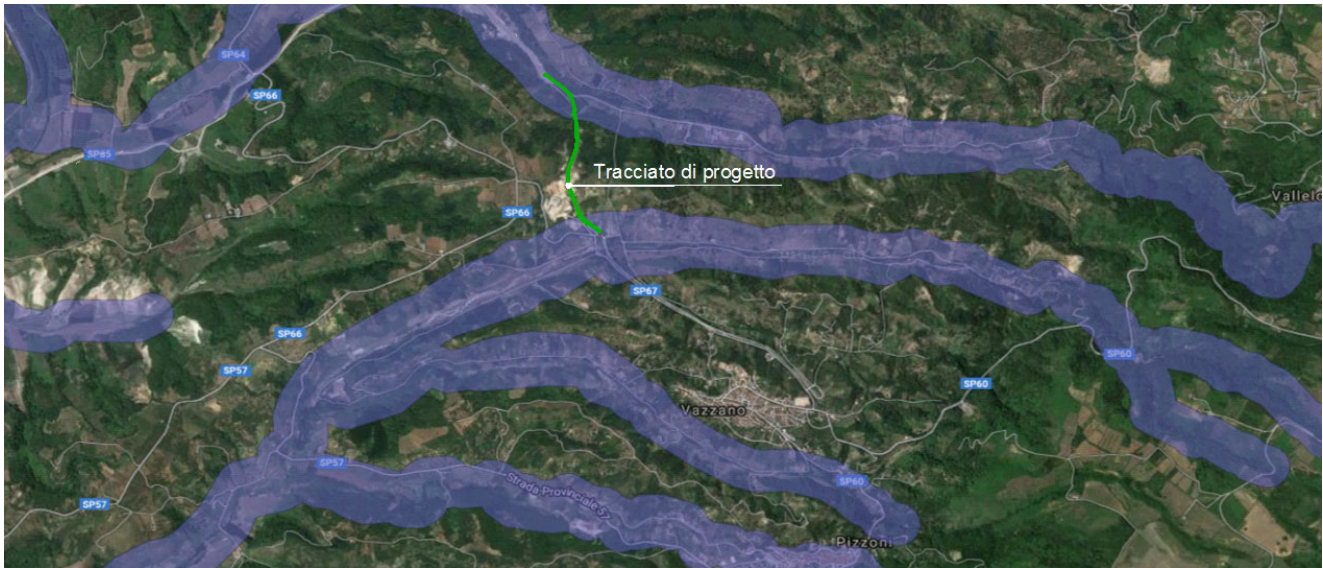 SP64
SP66
SP65
Tracciato di progetto
Vallelo
SP66
SP67
SP66
SP57
SP60
SP60
Vazzano
SP57
SP60
Strada Provinciale 57
SP57
Pizzoni